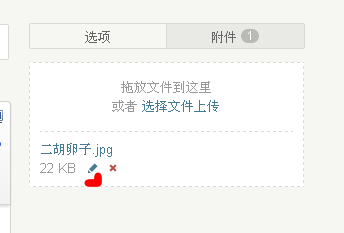 选项
附件 1
拖放文件到这里
或者 选择文件上传
二胡卵子.jpg
22 KB